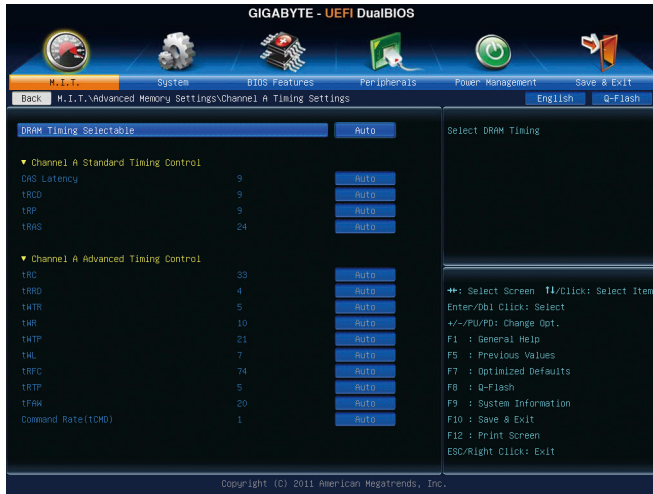 GIGABYTE - UEFI DualBIOS
M.I.T. System BIOS Features Peripherals Power Management Save & Exit
Back M.I.T.\Advanced Memory Settings\Channel A Timing Settings English Q-Flash
DRAM Timing Selectable Auto
▼ Channel A Standard Timing Control
CAS Latency 9 Auto
tRCD 9 Auto
tRP 9 Auto
tRAS 24 Auto
▼ Channel A Advanced Timing Control
tRC 33 Auto
tRRD 4 Auto
tWTR 5 Auto
tWR 10 Auto
tWTP 21 Auto
tWL 7 Auto
tRFC 74 Auto
tRTP 5 Auto
tFAW 20 Auto
Command Rate(tCMD) 1 Auto
Select DRAM Timing
→←: Select Screen ↑↓/Click: Select Item
Enter/Dbl Click: Select
+/-/PU/PD: Change Opt.
F1 : General Help
F5 : Previous Values
F7 : Optimized Defaults
F8 : Q-Flash
F9 : System Information
F10 : Save & Exit
F12 : Print Screen
ESC/Right Click: Exit
Copyright (C) 2011 American Megatrends, Inc.